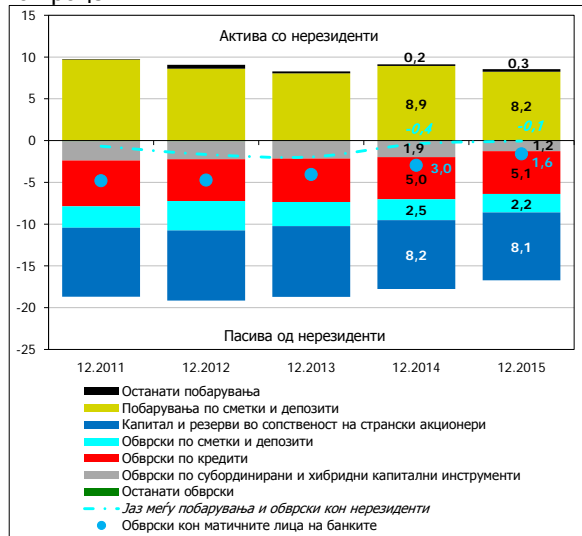 15
10
5
0
-5
-10
-15
-20
-25
Актива со нерезиденти
0,2
0,3
8,9
8,2
-0,4
-0,1
1,9
1,2
3,0
1,6
5,0
5,1
2,5
2,2
8,2
8,1
Пасива од нерезиденти
12.2011 12.2012 12.2013 12.2014 12.2015
Останати побарувања
Побарувања по сметки и депозити
Капитал и резерви во сопственост на странски акционери
Обврски по сметки и депозити
Обврски по кредити
Обврски по субординирани и хибридни капитални инструменти
Останати обврски
Јаз меѓу побарувања и обврски кон нерезиденти
Обврски кон матичните лица на банките